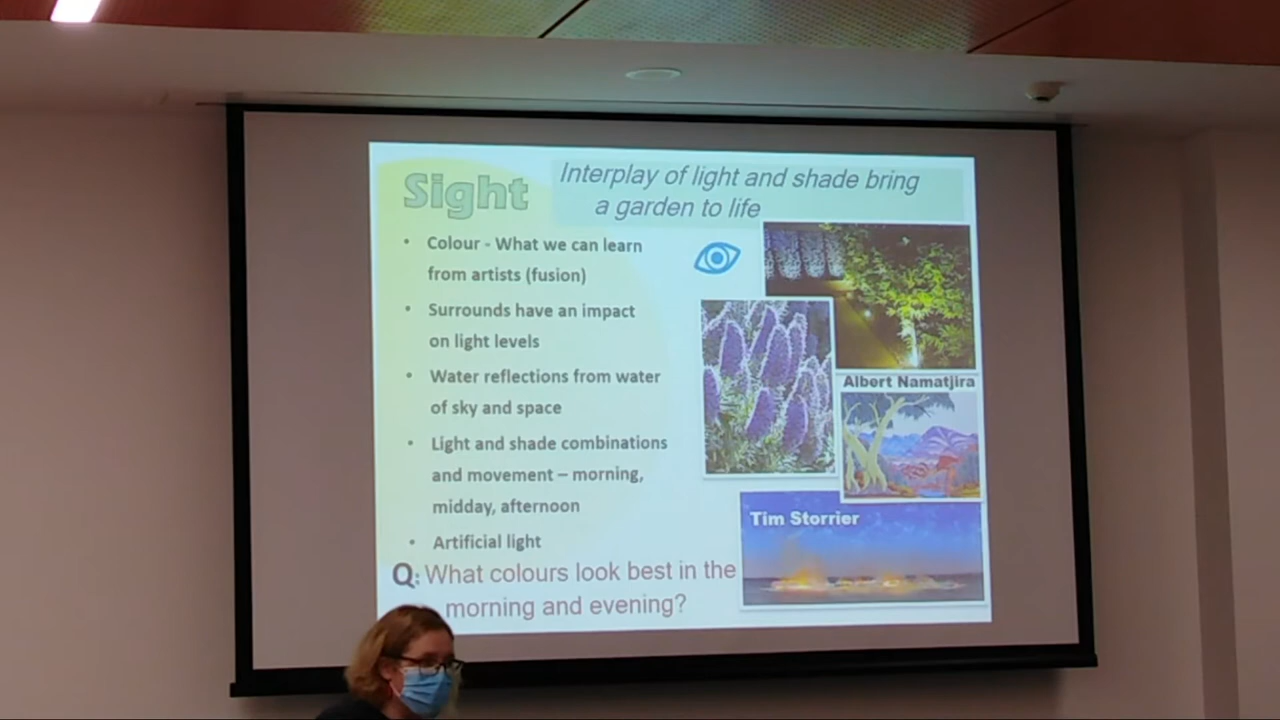 Sight
Interplay of light and shade bring
a garden to life
• Colour - What we can learn
from artists (fusion)
• Surrounds have an impact
on light levels
• Water reflections from water
of sky and space
• Light and shade combinations
and movement – morning,
midday, afternoon
• Artificial light
Q: What colours look best in the
morning and evening?
Albert Namatjira
Tim Storrier